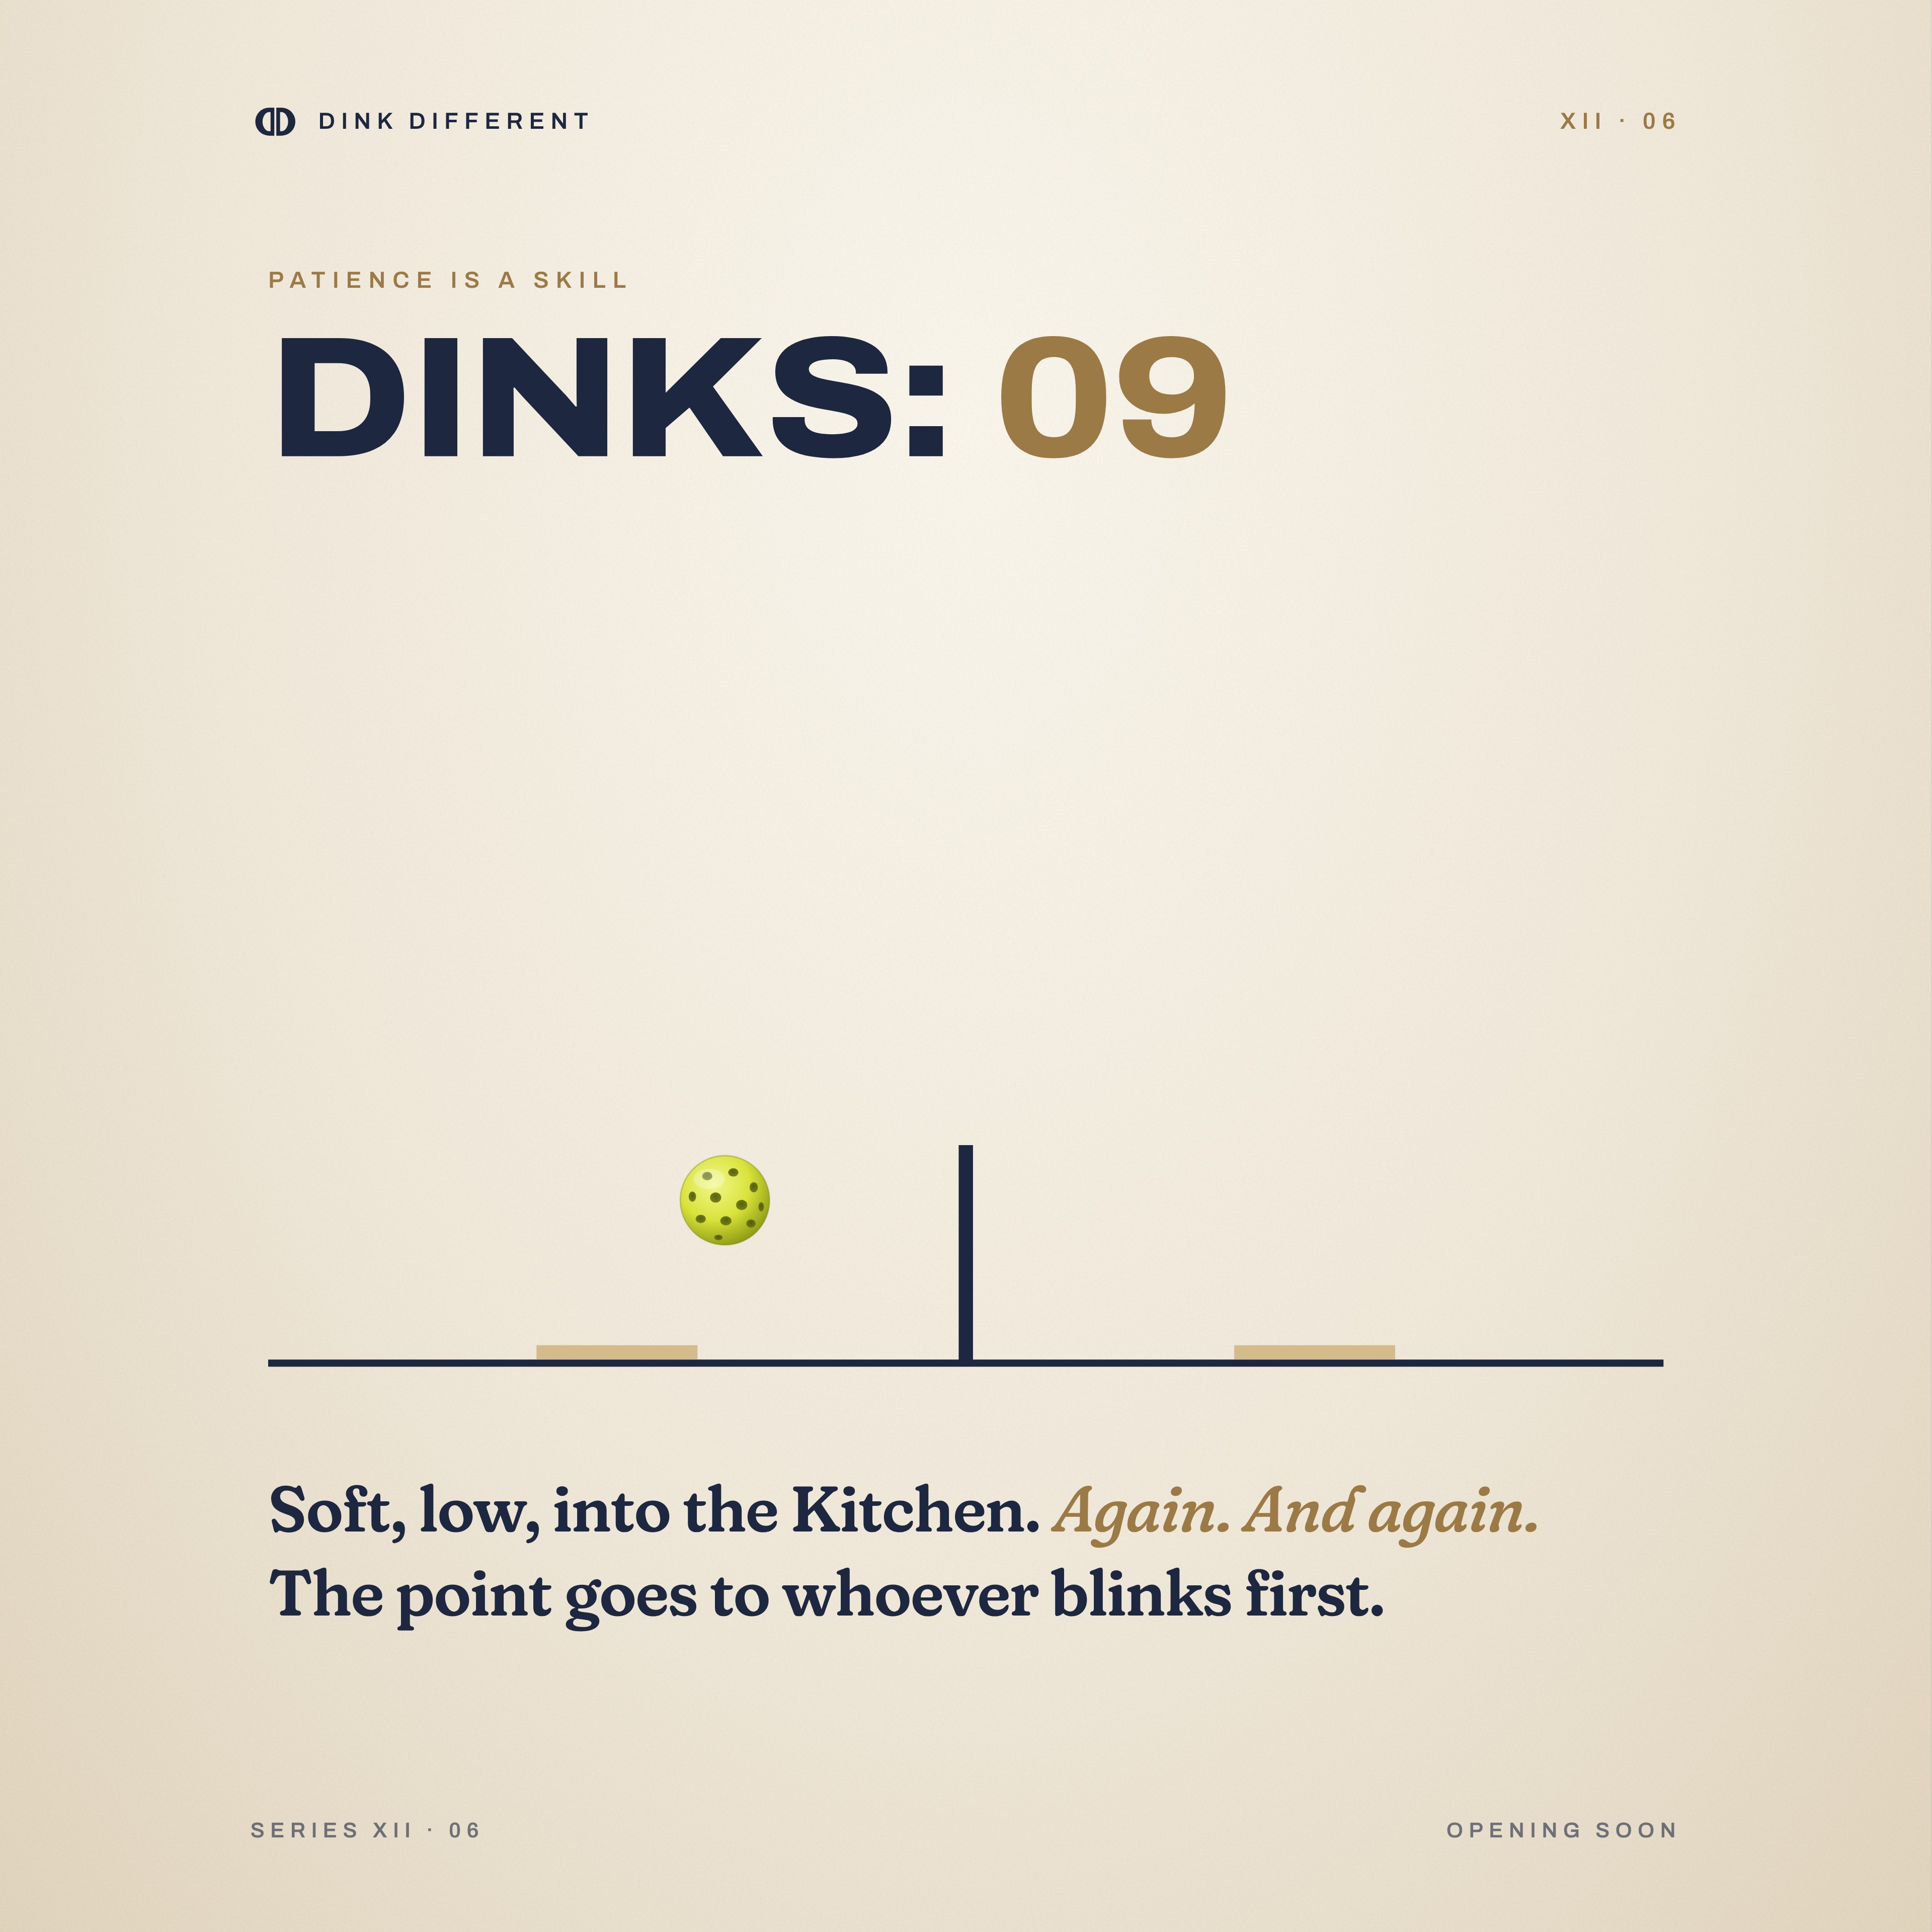 DINK DIFFERENT
XII · 06
PATIENCE IS A SKILL
DINKS: 09
Soft, low, into the Kitchen. Again. And again.
The point goes to whoever blinks first.
SERIES XII · 06
OPENING SOON